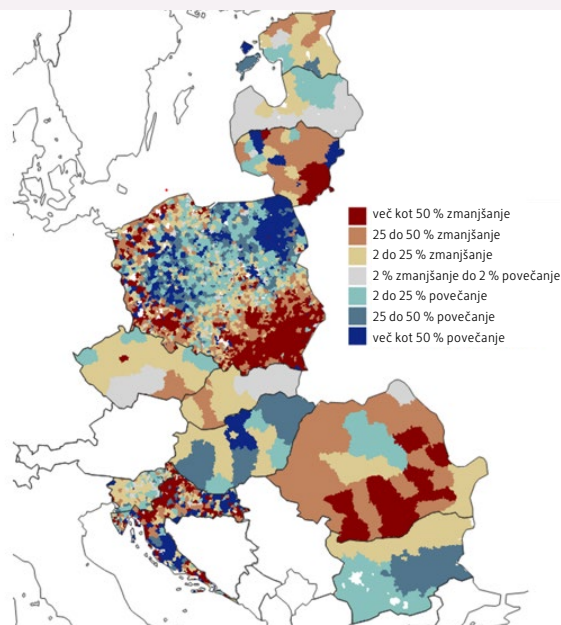 več kot 50 % zmanjšanje
25 do 50 % zmanjšanje
2 do 25 % zmanjšanje
2 % zmanjšanje do 2 % povečanje
2 do 25 % povečanje
25 do 50 % povečanje
več kot 50 % povečanje